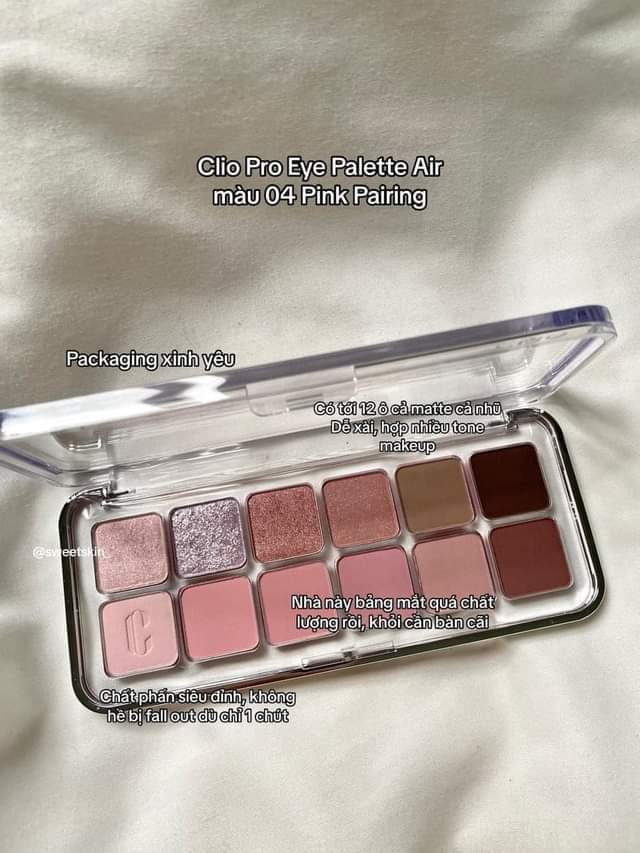 Clio Pro Eye Palette Air
màu 04 Pink Pairing
Packaging xinh yêu
Có tới 12 ô cả matte cả nhũ
Dễ xài, hợp nhiều tone
makeup
@sweetskin_
Nhà này bảng mắt quá chất
lượng rồi, khỏi cần bàn cãi
Chất phấn siêu đỉnh, không
hề bị fall out dù chỉ 1 chút